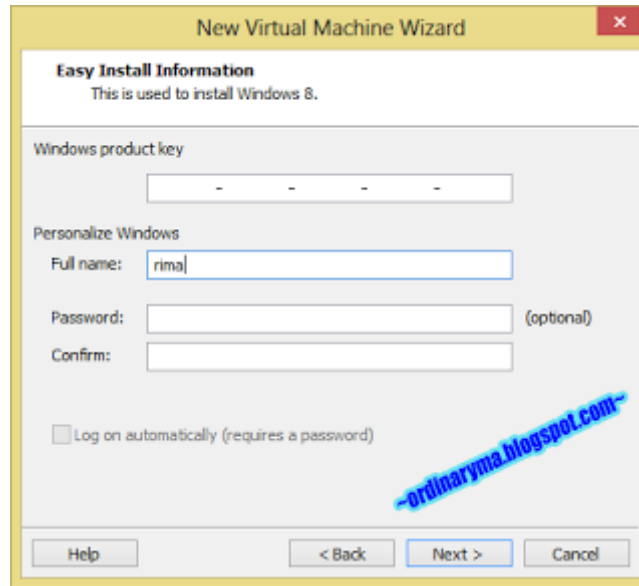 New Virtual Machine Wizard
x
Easy Install Information
This is used to install Windows 8.
Windows product key
- - - -
Personalize Windows
Full name: rima
Password: (optional)
Confirm:
Log on automatically (requires a password)
~ordinaryma.blogspot.com~
Help < Back Next > Cancel